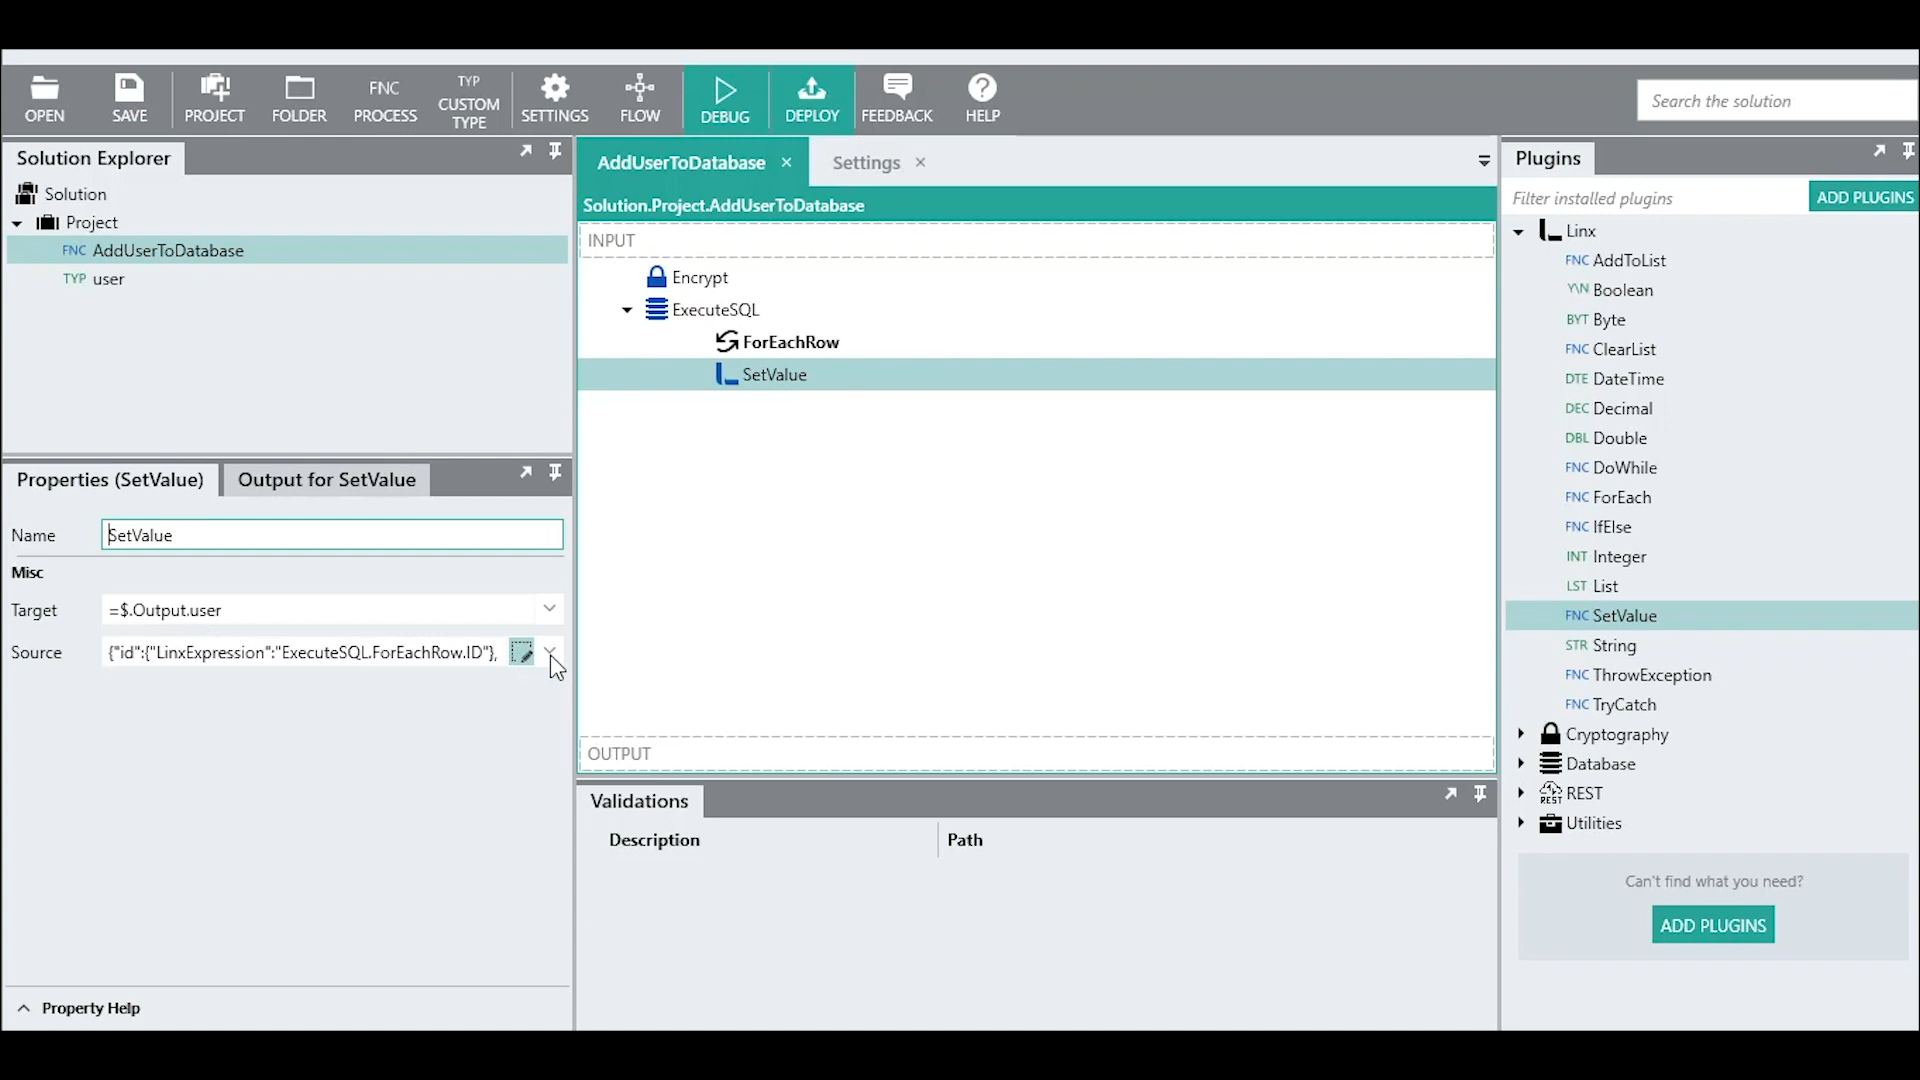 OPEN
SAVE
PROJECT
FOLDER
FNC
PROCESS
TYP
CUSTOM
TYPE
SETTINGS
FLOW
DEBUG
DEPLOY
FEEDBACK
HELP
Search the solution
Solution Explorer
Solution
Project
FNC AddUserToDatabase
TYP user
Properties (SetValue)
Output for SetValue
Name
SetValue
Misc
Target
=$.Output.user
Source
{"id":{"LinxExpression":"ExecuteSQL.ForEachRow.ID"},
Property Help
AddUserToDatabase
Settings
Solution.Project.AddUserToDatabase
INPUT
Encrypt
ExecuteSQL
ForEachRow
SetValue
OUTPUT
Validations
Description
Path
Plugins
Filter installed plugins
ADD PLUGINS
Linx
FNC AddToList
Y\N Boolean
BYT Byte
FNC ClearList
DTE DateTime
DEC Decimal
DBL Double
FNC DoWhile
FNC ForEach
FNC IfElse
INT Integer
LST List
FNC SetValue
STR String
FNC ThrowException
FNC TryCatch
Cryptography
Database
REST REST
Utilities
Can't find what you need?
ADD PLUGINS